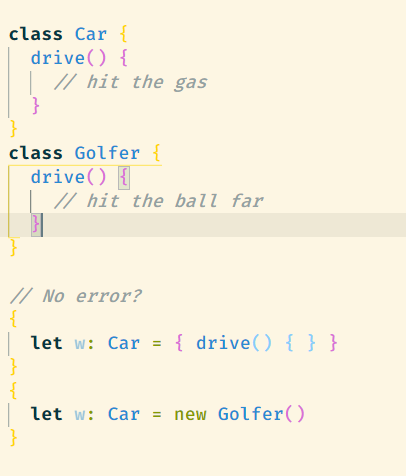 class Car {
  drive() {
    // hit the gas
  }
}
class Golfer {
  drive() {
    // hit the ball far
  }
}
// No error?
{
  let w: Car = { drive() { } }
}
{
  let w: Car = new Golfer()
}